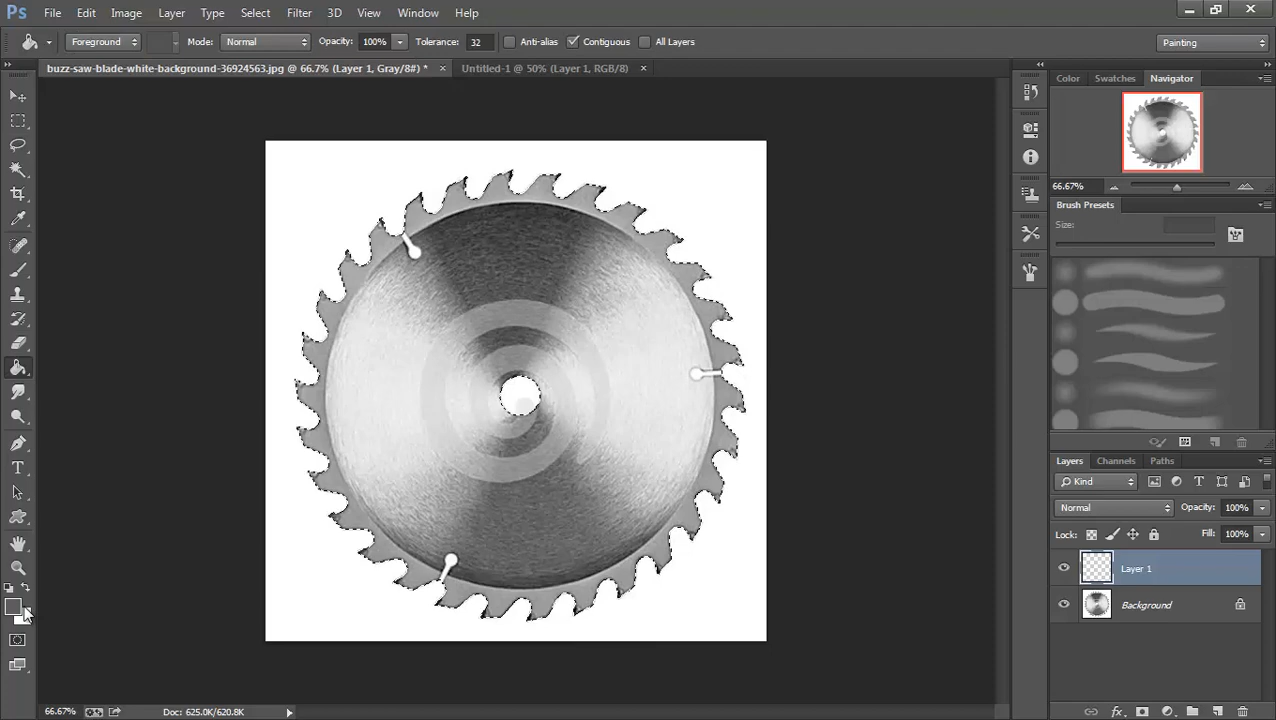 Ps File Edit Image Layer Type Select Filter 3D View Window Help
Foreground Mode: Normal Opacity: 100% Tolerance: 32 Anti-alias Contiguous All Layers Painting
buzz-saw-blade-white-background-36924563.jpg @ 66.7% (Layer 1, Gray/8#) * Untitled-1 @ 50% (Layer 1, RGB/8)
Color Swatches Navigator
66.67%
Brush Presets
Size:
Layers Channels Paths
Kind
Normal Opacity: 100%
Lock: Fill: 100%
Layer 1
Background
66.67% Doc: 625.0K/620.8K